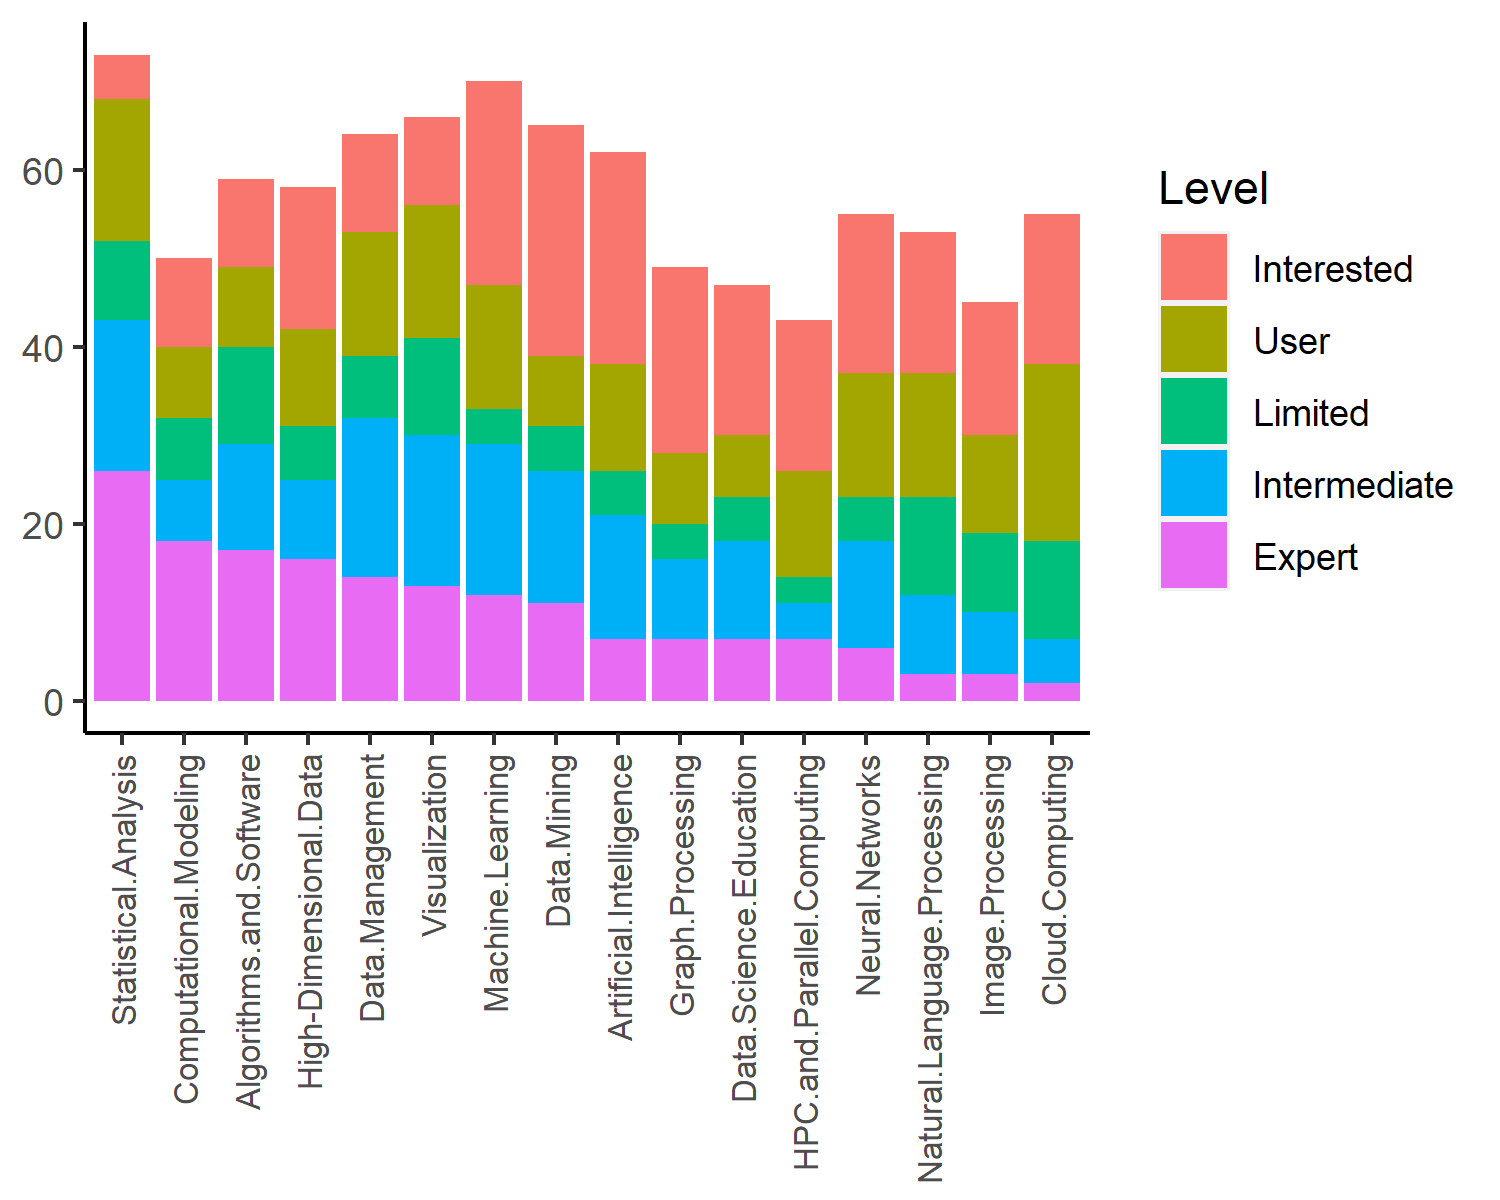 60
40
20
0
Statistical.Analysis
Computational.Modeling
Algorithms.and.Software
High-Dimensional.Data
Data.Management
Visualization
Machine.Learning
Data.Mining
Artificial.Intelligence
Graph.Processing
Data.Science.Education
HPC.and.Parallel.Computing
Neural.Networks
Natural.Language.Processing
Image.Processing
Cloud.Computing
Level
Interested
User
Limited
Intermediate
Expert